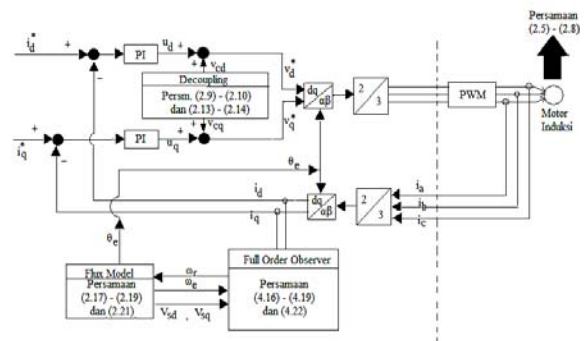 Persamaan
(2.5) - (2.8)
i*d
+
−
PI
ud
+
+
vcd
v*d
Decoupling
Persm. (2.9) - (2.10)
dan (2.13) - (2.14)
dq
αβ
2
3
PWM
Motor
Induksi
i*q
+
−
PI
uq
+
+
vcq
v*q
θe
id
iq
dq
αβ
2
3
ia
ib
ic
θe
Flux Model
Persamaan
(2.17) - (2.19)
dan (2.21)
ωr
ωe
Vsd , Vsq
Full Order Observer
Persamaan
(4.16) - (4.19)
dan (4.22)